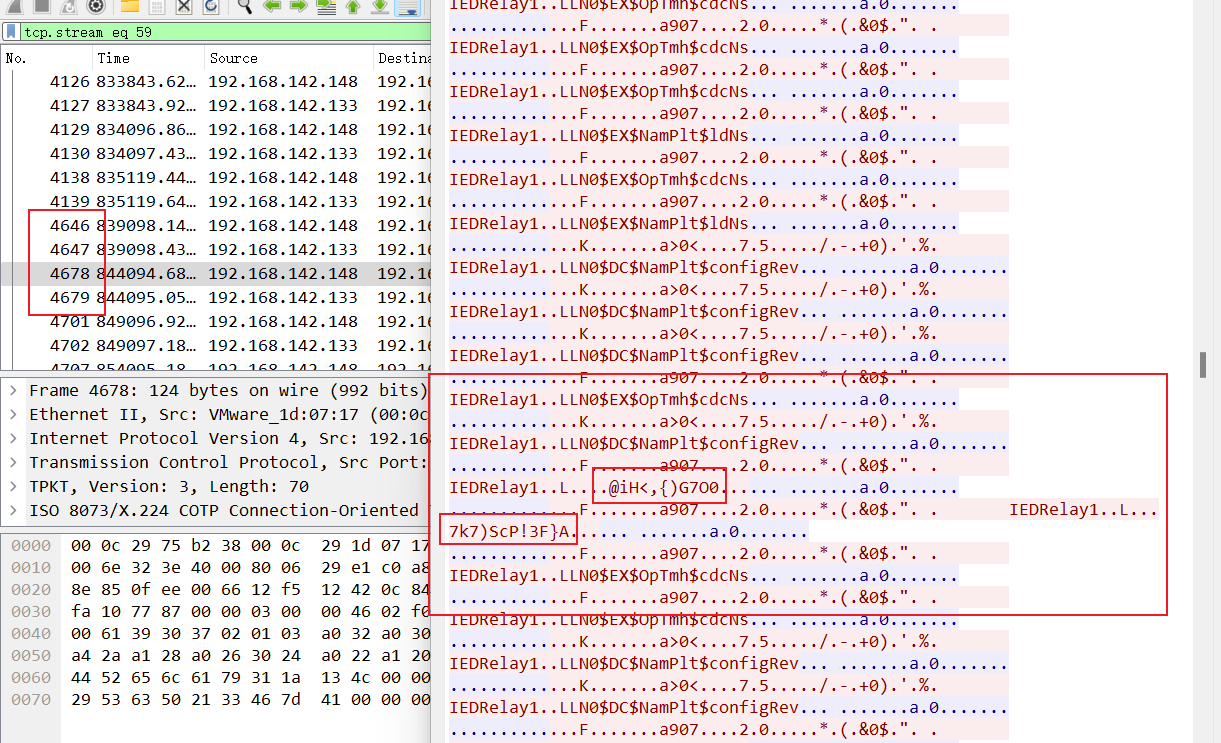 tcp.stream eq 59
No. Time Source Destina
4126 833843.62… 192.168.142.148 192.16
4127 833843.92… 192.168.142.133 192.16
4129 834096.86… 192.168.142.148 192.16
4130 834097.43… 192.168.142.133 192.16
4138 835119.44… 192.168.142.148 192.16
4139 835119.64… 192.168.142.133 192.16
4646 839098.14… 192.168.142.148 192.16
4647 839098.43… 192.168.142.133 192.16
4678 844094.68… 192.168.142.148 192.16
4679 844095.05… 192.168.142.133 192.16
4701 849096.92… 192.168.142.148 192.16
4702 849097.18… 192.168.142.133 192.16
4707 854095.18… 192.168.142.148 192.16
Frame 4678: 124 bytes on wire (992 bits)
Ethernet II, Src: VMware_1d:07:17 (00:0c
Internet Protocol Version 4, Src: 192.16
Transmission Control Protocol, Src Port:
TPKT, Version: 3, Length: 70
ISO 8073/X.224 COTP Connection-Oriented
0000 00 0c 29 75 b2 38 00 0c 29 1d 07 17
0010 00 6e 32 3e 40 00 80 06 29 e1 c0 a8
0020 8e 85 0f ee 00 66 12 f5 12 42 0c 84
0030 fa 10 77 87 00 00 03 00 00 46 02 f0
0040 00 61 39 30 37 02 01 03 a0 32 a0 30
0050 a4 2a a1 28 a0 26 30 24 a0 22 a1 20
0060 44 52 65 6c 61 79 31 1a 13 4c 00 00
0070 29 53 63 50 21 33 46 7d 41 00 00 00
IEDRelay1..LLN0$EX$OpTmh$cdcNs... .......a.0.......
.............F.......a907....2.0.....*.(.&0$.". .
IEDRelay1..LLN0$EX$OpTmh$cdcNs... .......a.0.......
.............F.......a907....2.0.....*.(.&0$.". .
IEDRelay1..LLN0$EX$OpTmh$cdcNs... .......a.0.......
.............F.......a907....2.0.....*.(.&0$.". .
IEDRelay1..LLN0$EX$NamPlt$ldNs... .......a.0.......
.............F.......a907....2.0.....*.(.&0$.". .
IEDRelay1..LLN0$EX$OpTmh$cdcNs... .......a.0.......
.............F.......a907....2.0.....*.(.&0$.". .
IEDRelay1..LLN0$EX$NamPlt$ldNs... .......a.0.......
.............K.......a>0<....7.5...../.-.+0).'.%.
IEDRelay1..LLN0$DC$NamPlt$configRev... .......a.0.......
.............K.......a>0<....7.5...../.-.+0).'.%.
IEDRelay1..LLN0$DC$NamPlt$configRev... .......a.0.......
.............K.......a>0<....7.5...../.-.+0).'.%.
IEDRelay1..LLN0$DC$NamPlt$configRev... .......a.0.......
.............F.......a907....2.0.....*.(.&0$.". .
IEDRelay1..LLN0$EX$OpTmh$cdcNs... .......a.0.......
.............K.......a>0<....7.5...../.-.+0).'.%.
IEDRelay1..LLN0$DC$NamPlt$configRev... .......a.0.......
.............F.......a907....2.0.....*.(.&0$.". .
IEDRelay1..L.....@iH<,{)G7O0...... .......a.0.......
.............F.......a907....2.0.....*.(.&0$.". . IEDRelay1..L...
7k7)ScP!3F}A...... .......a.0.......
.............F.......a907....2.0.....*.(.&0$.". .
IEDRelay1..LLN0$EX$OpTmh$cdcNs... .......a.0.......
.............F.......a907....2.0.....*.(.&0$.". .
IEDRelay1..LLN0$EX$OpTmh$cdcNs... .......a.0.......
.............K.......a>0<....7.5...../.-.+0).'.%.
IEDRelay1..LLN0$DC$NamPlt$configRev... .......a.0.......
.............K.......a>0<....7.5...../.-.+0).'.%.
IEDRelay1..LLN0$DC$NamPlt$configRev... .......a.0.......
.............F.......a907....2.0.....*.(.&0$.". .